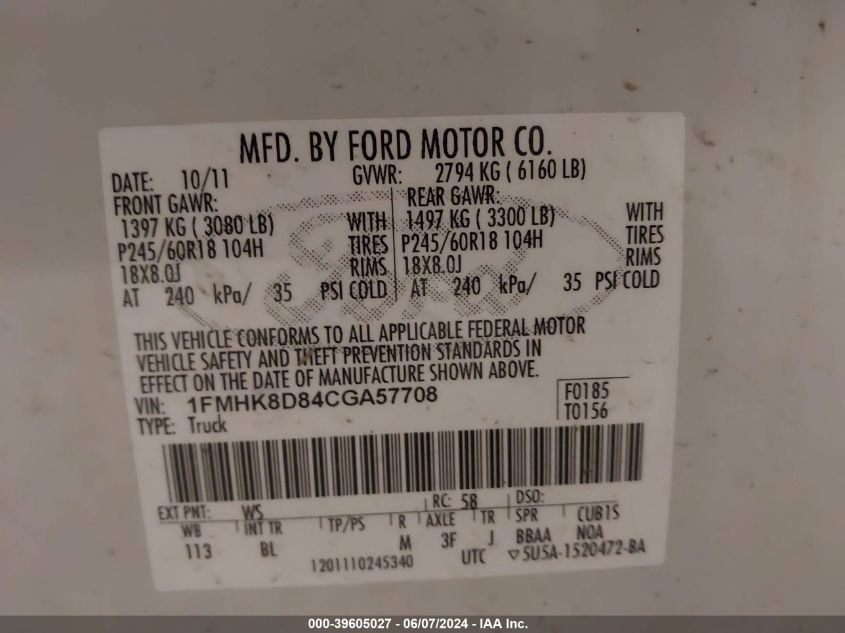 MFD. BY FORD MOTOR CO.
DATE: 10/11 GVWR: 2794 KG ( 6160 LB)
FRONT GAWR: REAR GAWR:
1397 KG ( 3080 LB) WITH 1497 KG ( 3300 LB) WITH
P245/60R18 104H TIRES P245/60R18 104H TIRES
18X8.0J RIMS 18X8.0J RIMS
AT 240 kPa/ 35 PSI COLD AT 240 kPa/ 35 PSI COLD
THIS VEHICLE CONFORMS TO ALL APPLICABLE FEDERAL MOTOR
VEHICLE SAFETY AND THEFT PREVENTION STANDARDS IN
EFFECT ON THE DATE OF MANUFACTURE SHOWN ABOVE.
VIN: 1FMHK8D84CGA57708 F0185
TYPE: Truck T0156
EXT PNT: WS RC: 58 DSO:
WB INT TR TP/PS R AXLE TR SPR CUB1S
113 BL M 3F J BBAA NOA
1201110245340 UTC ▽5U5A-1520472-BA
Ford
000-39605027 - 06/07/2024 - IAA Inc.